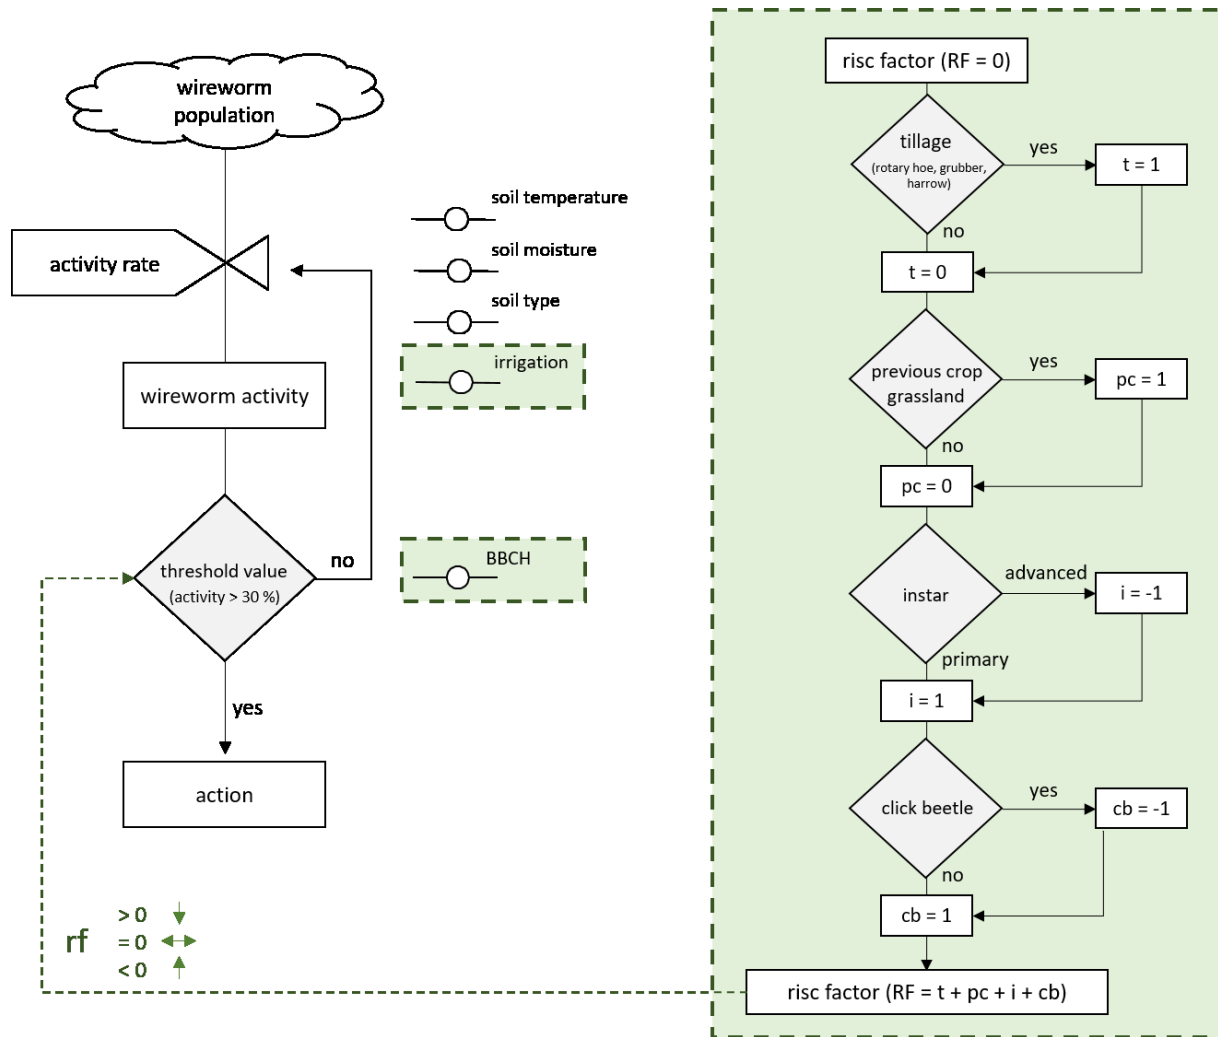 wireworm
population
activity rate
soil temperature
soil moisture
soil type
irrigation
wireworm activity
threshold value
(activity > 30 %)
no
BBCH
yes
action
rf
> 0
= 0
< 0
risc factor (RF = 0)
tillage
(rotary hoe, grubber,
harrow)
yes
t = 1
no
t = 0
previous crop
grassland
yes
pc = 1
no
pc = 0
instar
advanced
i = -1
primary
i = 1
click beetle
yes
cb = -1
no
cb = 1
risc factor (RF = t + pc + i + cb)